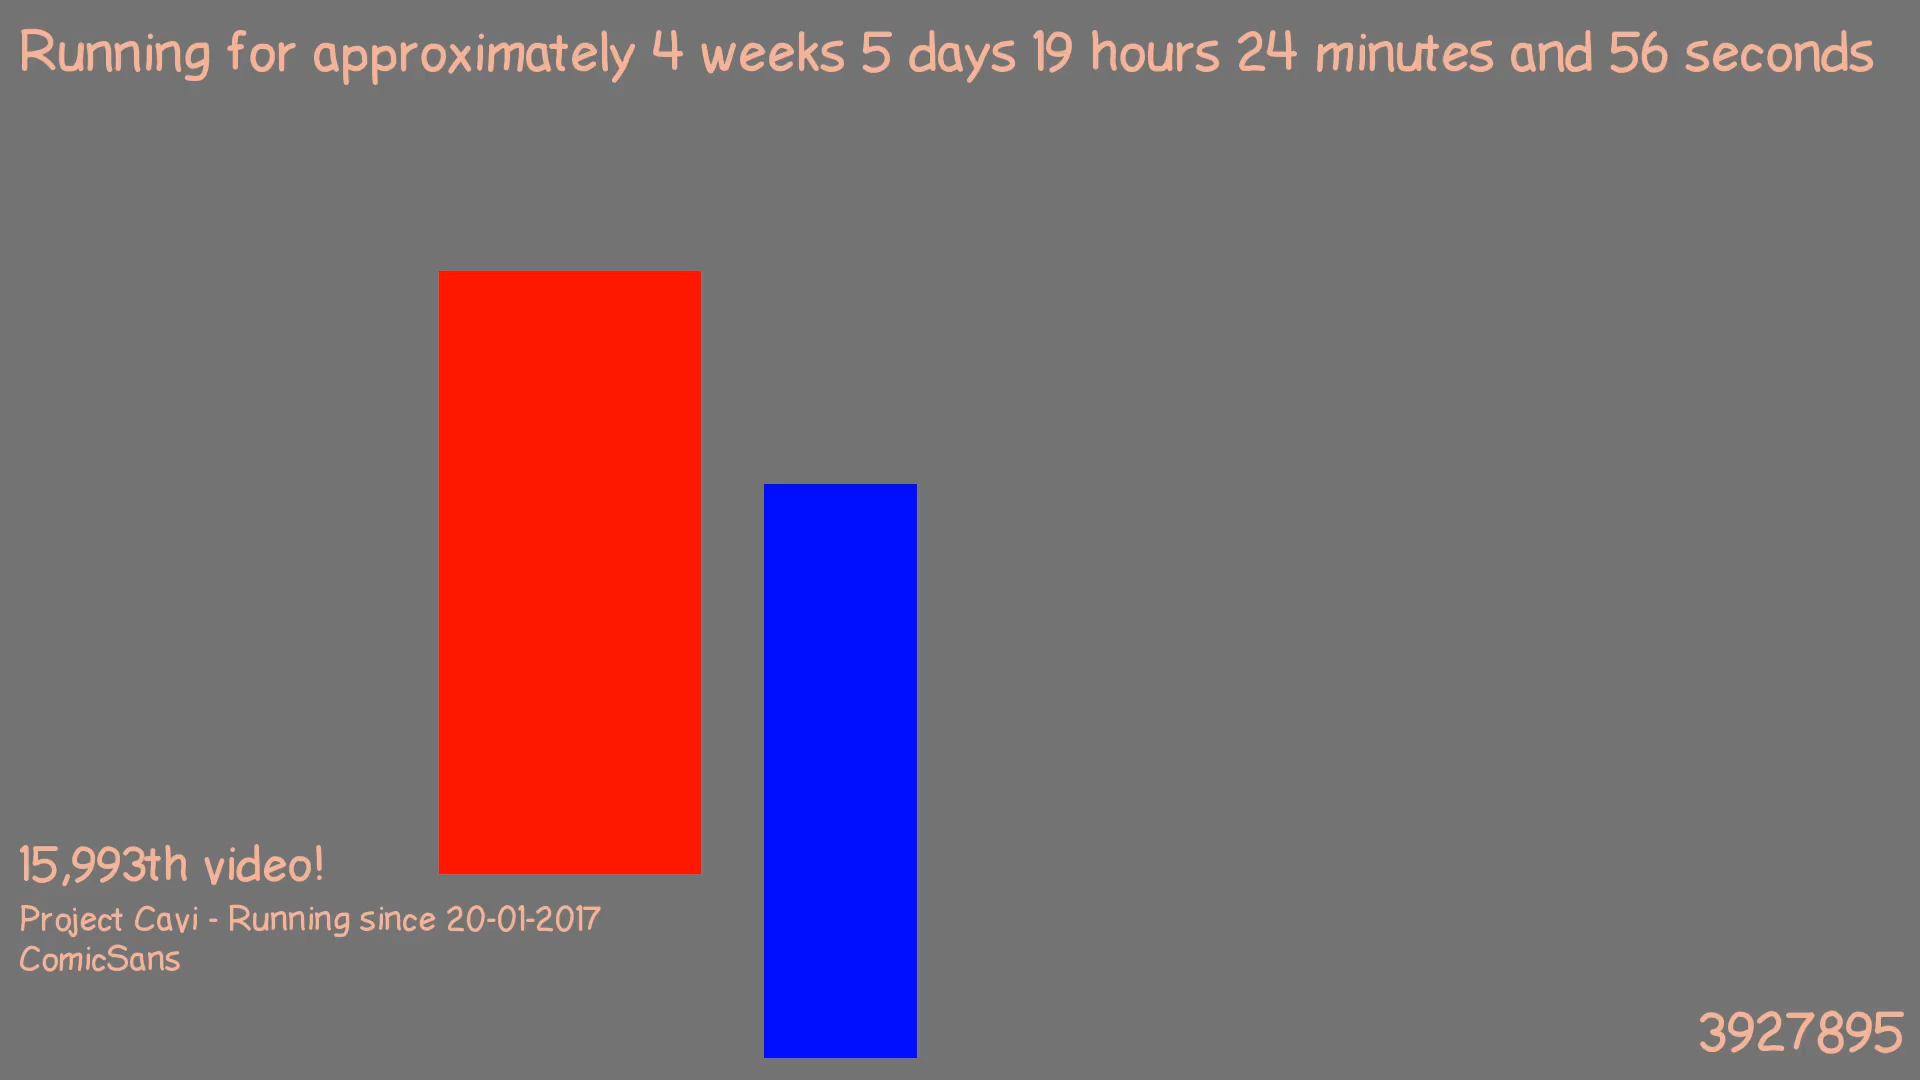 Running for approximately 4 weeks 5 days 19 hours 24 minutes and 56 seconds
15,993th video!
Project Cavi - Running since 20-01-2017
ComicSans
3927895